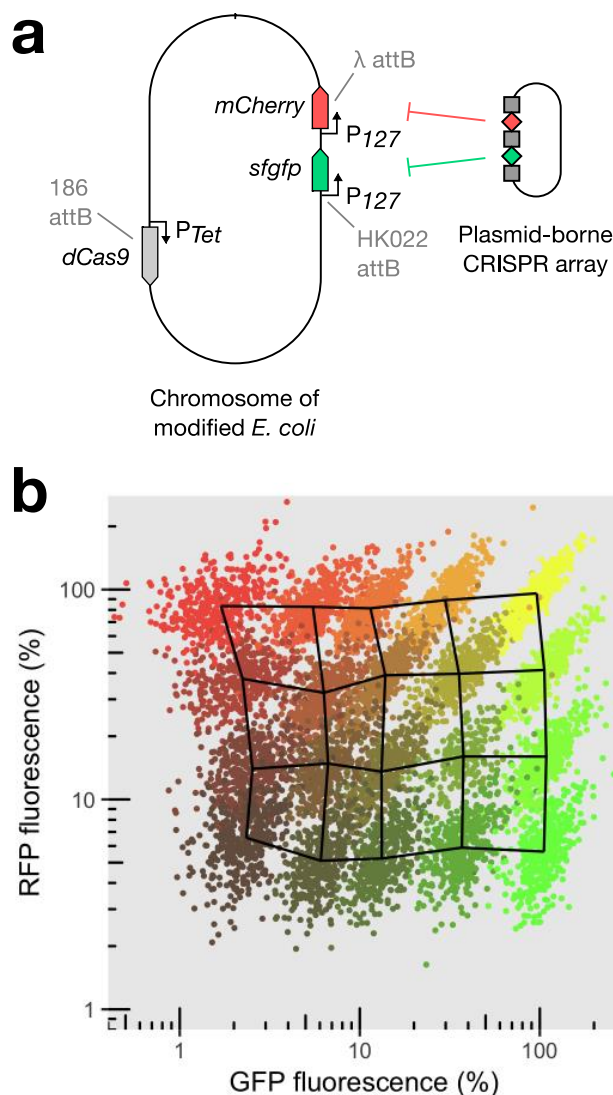 a
λ attB
mCherry
P127
sfgfp
P127
186
attB
PTet
dCas9
HK022
attB
Plasmid-borne
CRISPR array
Chromosome of
modified E. coli
b
100
10
1
RFP fluorescence (%)
1
10
100
GFP fluorescence (%)